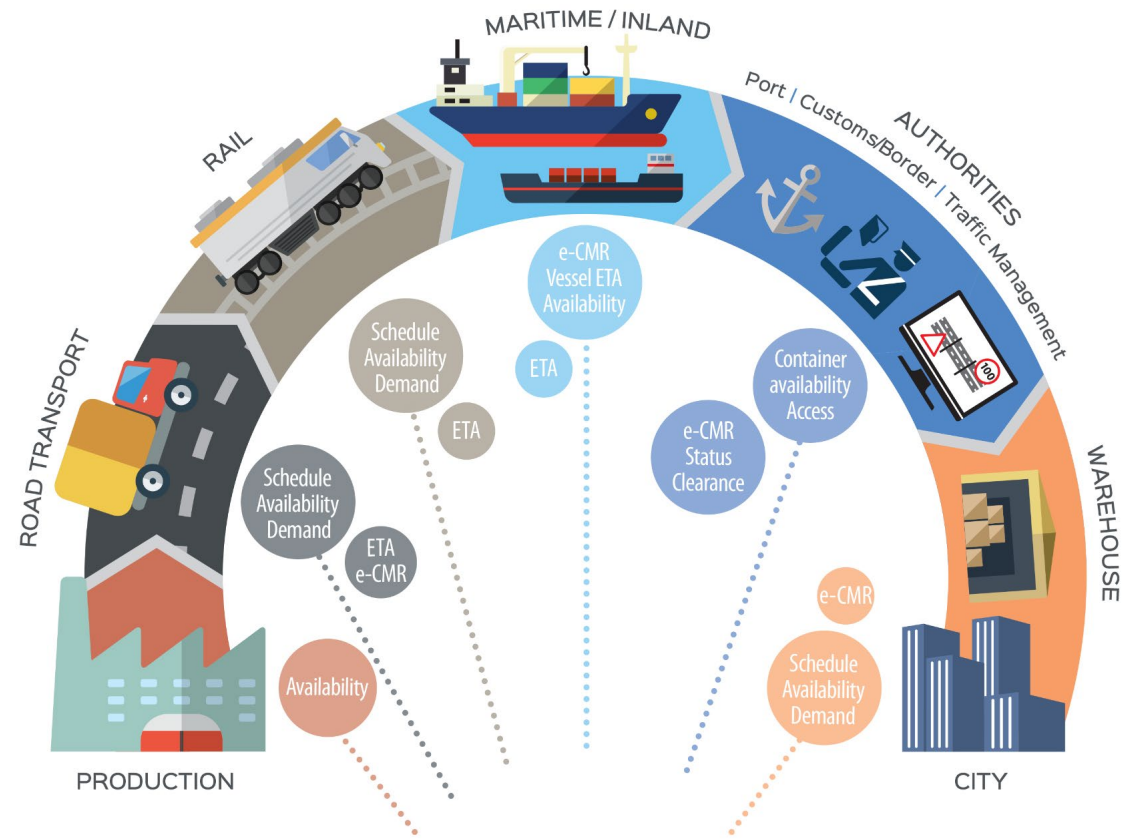 MARITIME / INLAND
RAIL
Port | Customs/Border | Traffic Management
AUTHORITIES
ROAD TRANSPORT
WAREHOUSE
PRODUCTION
CITY
e-CMR
Vessel ETA
Availability
ETA
Schedule
Availability
Demand
ETA
Schedule
Availability
Demand
ETA
e-CMR
Availability
Container
availability
Access
e-CMR
Status
Clearance
e-CMR
Schedule
Availability
Demand
100